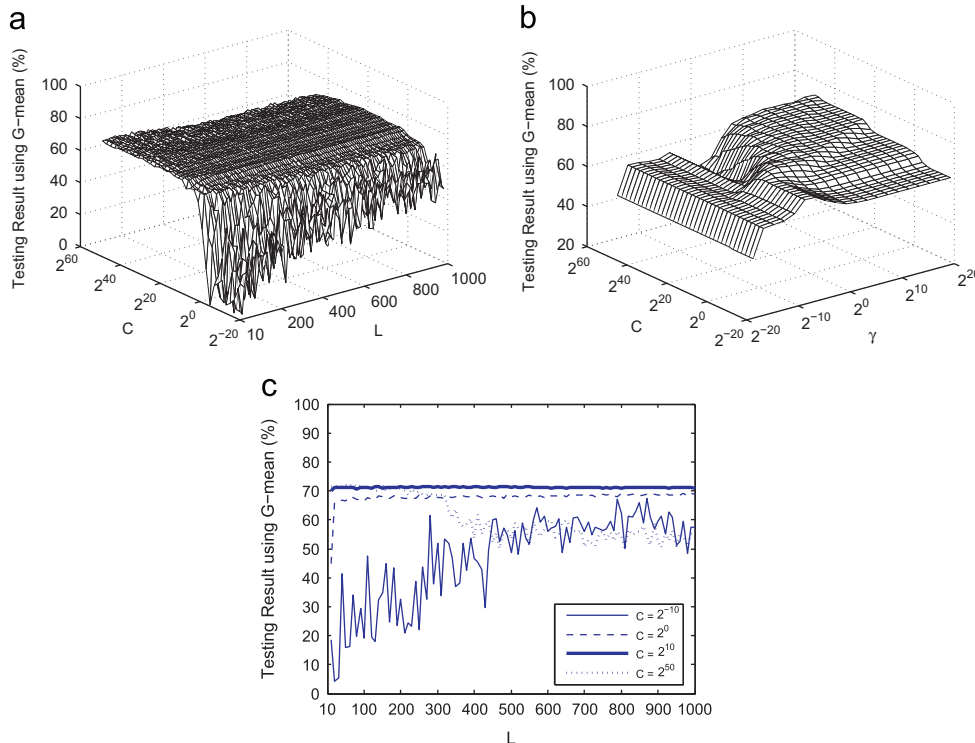 a
Testing Result using G−mean (%)
100
80
60
40
20
0
2^60
2^40
2^20
2^0
2^−20
C
10
200
400
600
800
1000
L
b
Testing Result using G−mean (%)
100
80
60
40
20
2^60
2^40
2^20
2^0
2^−20
C
2^−20
2^−10
2^0
2^10
2^20
γ
c
Testing Result using G−mean (%)
100
90
80
70
60
50
40
30
20
10
0
10 100 200 300 400 500 600 700 800 900 1000
L
C = 2^−10
C = 2^0
C = 2^10
C = 2^50